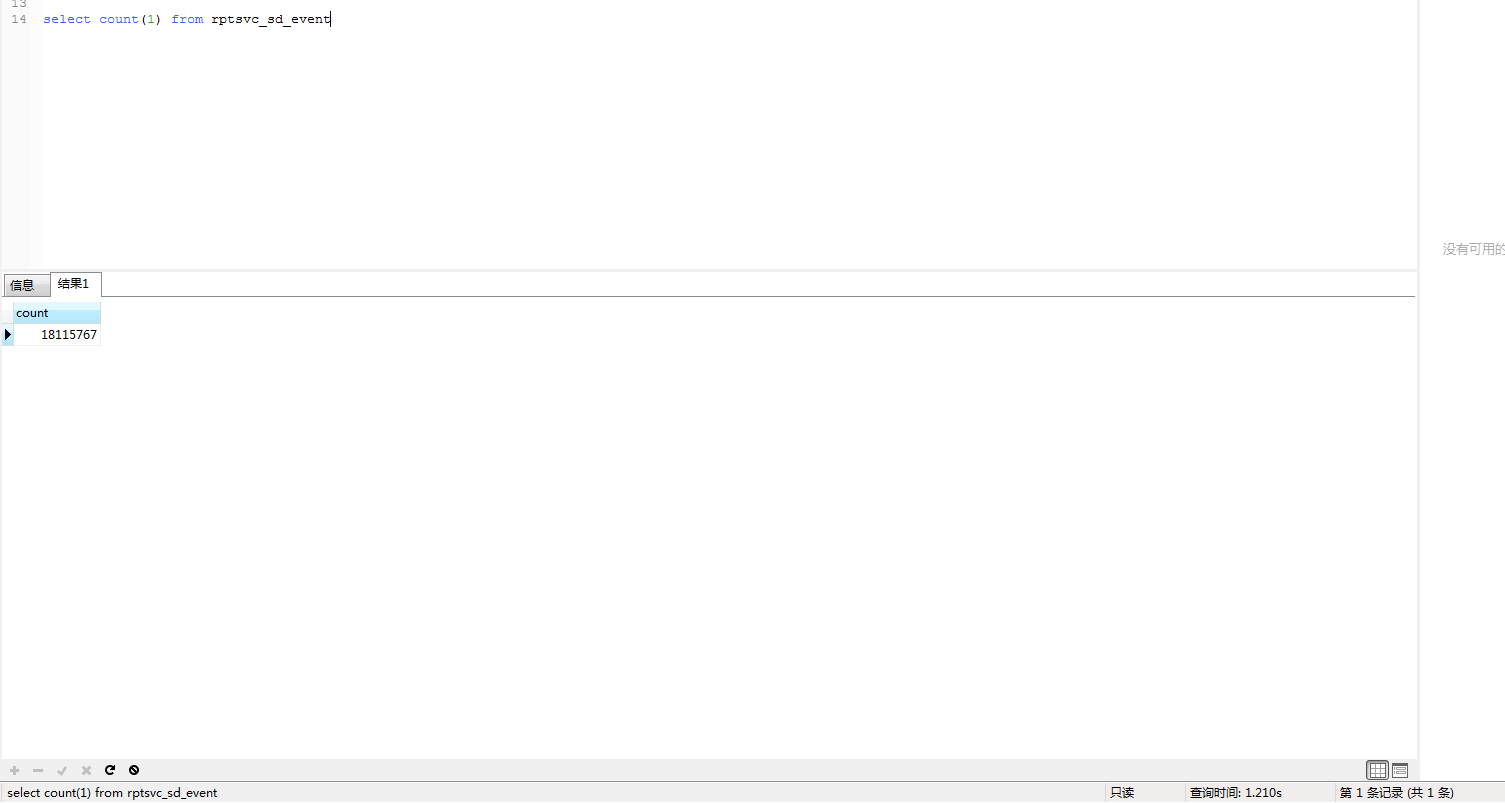 13
14 select count(1) from rptsvc_sd_event
没有可用的
信息 结果1
count
18115767
select count(1) from rptsvc_sd_event 只读 查询时间: 1.210s 第 1 条记录 (共 1 条)